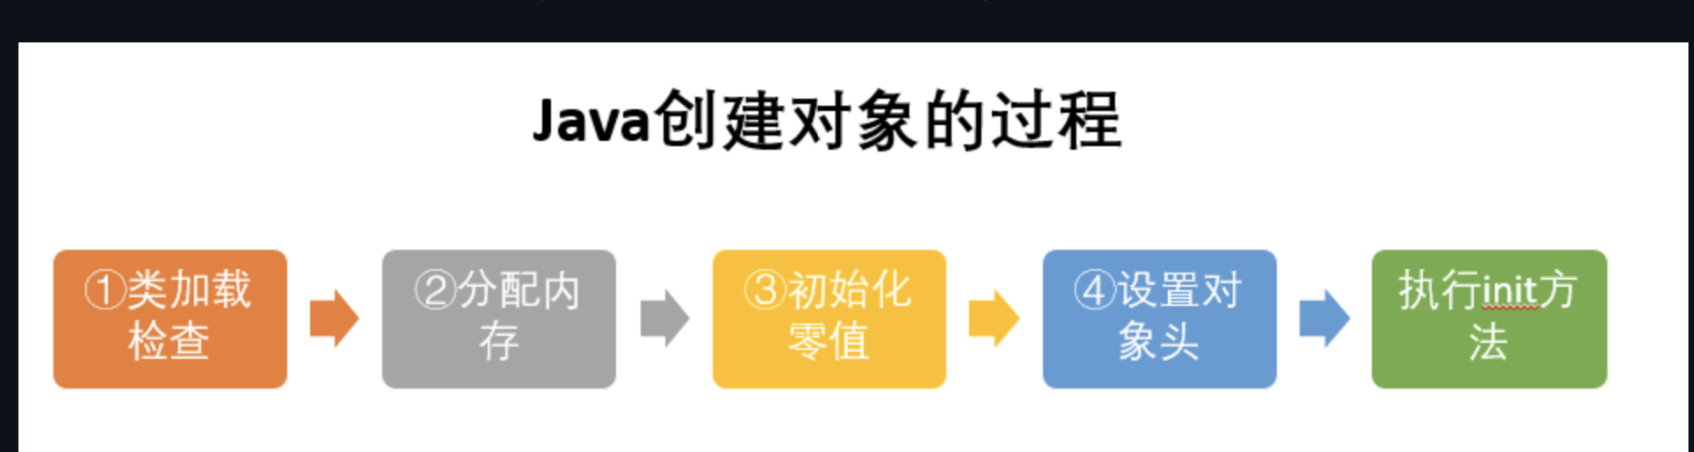 Java创建对象的过程
①类加载
检查
②分配内
存
③初始化
零值
④设置对
象头
执行init方
法